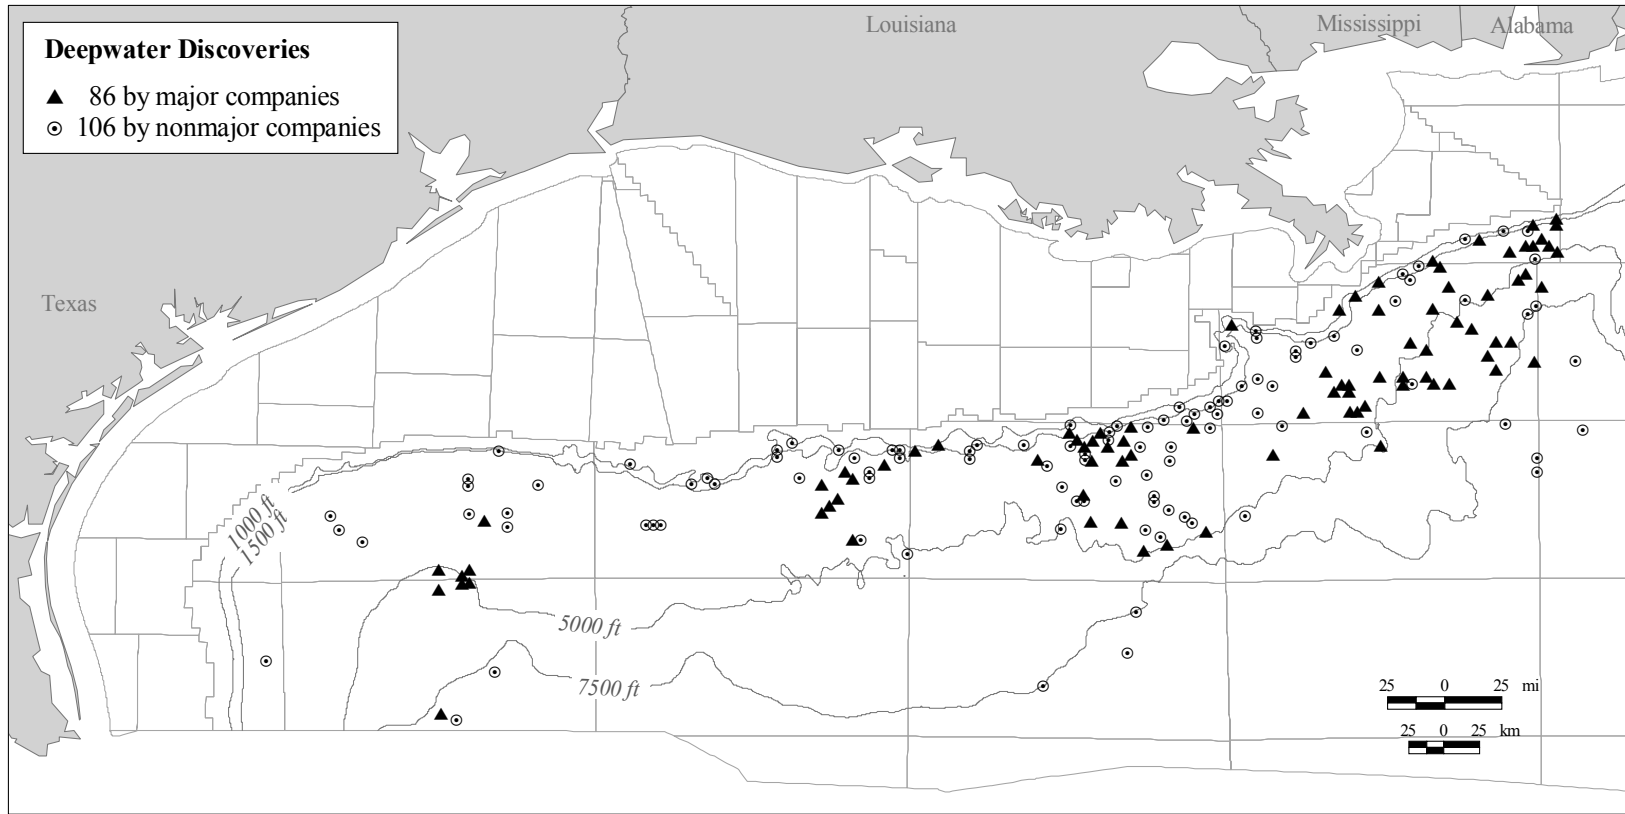 Louisiana
Mississippi
Alabama
Deepwater Discoveries
86 by major companies
106 by nonmajor companies
Texas
1000 ft
1500 ft
5000 ft
7500 ft
25 0 25 mi
25 0 25 km